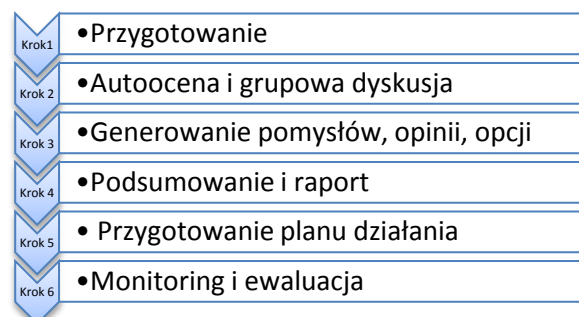 Krok1 •Przygotowanie
Krok 2 •Autoocena i grupowa dyskusja
Krok 3 •Generowanie pomysłów, opinii, opcji
Krok 4 •Podsumowanie i raport
Krok 5 • Przygotowanie planu działania
Krok 6 •Monitoring i ewaluacja